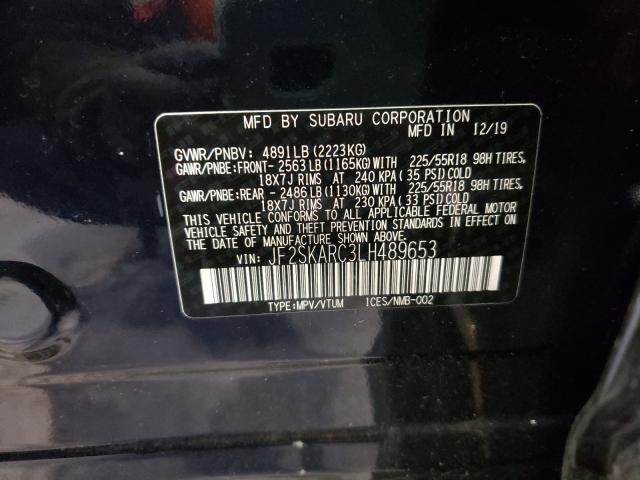 MFD BY SUBARU CORPORATION
MFD IN 12/19
GVWR/PNBV: 4891LB(2223KG)
GAWR/PNBE:FRONT-2563LB(1165KG)WITH 225/55R18 98H TIRES,
18X7J RIMS AT 240 KPA(35 PSI)COLD
GAWR/PNBE:REAR -2486LB(1130KG)WITH 225/55R18 98H TIRES,
18X7J RIMS AT 230 KPA(33 PSI)COLD
THIS VEHICLE CONFORMS TO ALL APPLICABLE FEDERAL MOTOR
VEHICLE SAFETY AND THEFT PREVENTION STANDARDS IN EFFECT
ON THE DATE OF MANUFACTURE SHOWN ABOVE.
VIN: JF2SKARC3LH489653
TYPE:MPV/VTUM ICES/NMB-002